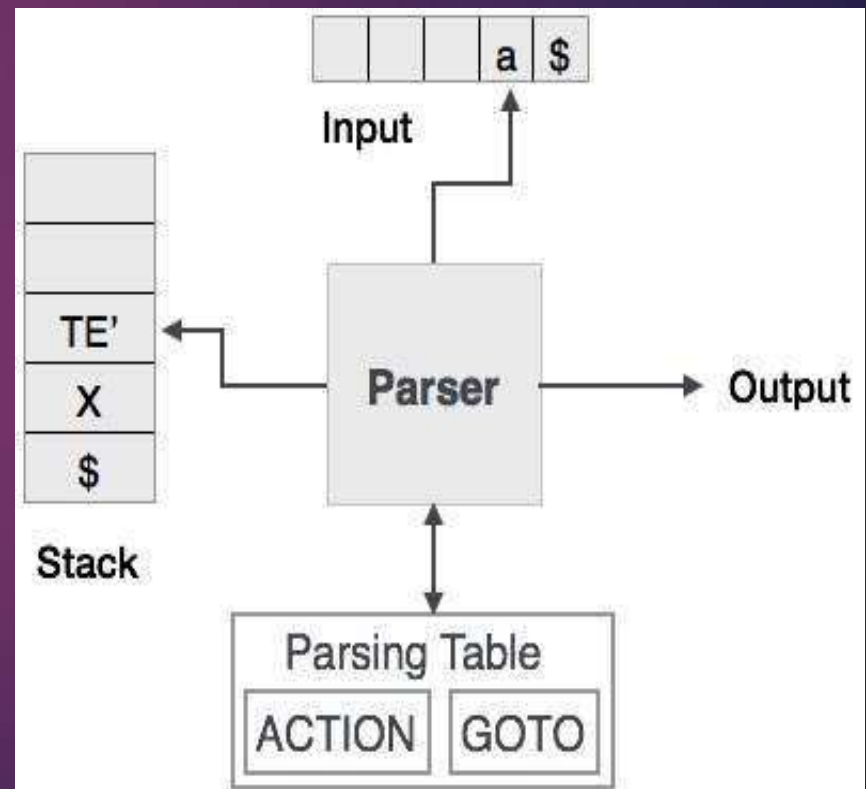 a $
Input
TE’
X
$
Stack
Parser
Output
Parsing Table
ACTION GOTO